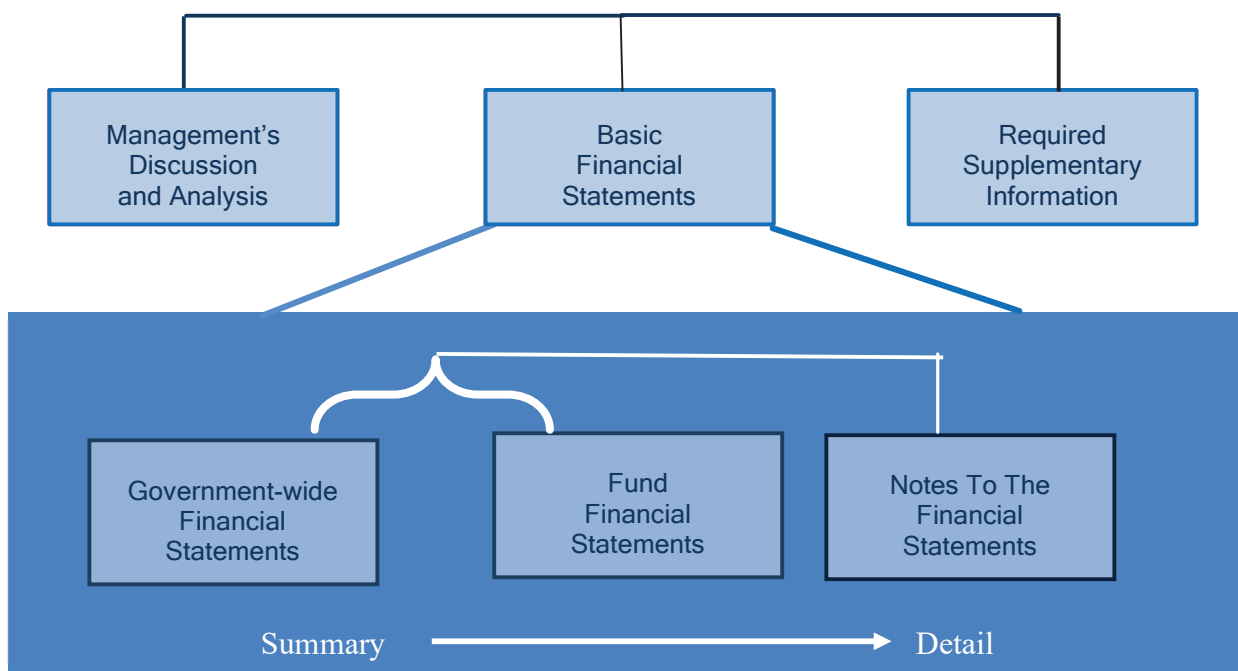 Management’s
Discussion
and Analysis
Basic
Financial
Statements
Required
Supplementary
Information
Government-wide
Financial
Statements
Fund
Financial
Statements
Notes To The
Financial
Statements
Summary
Detail